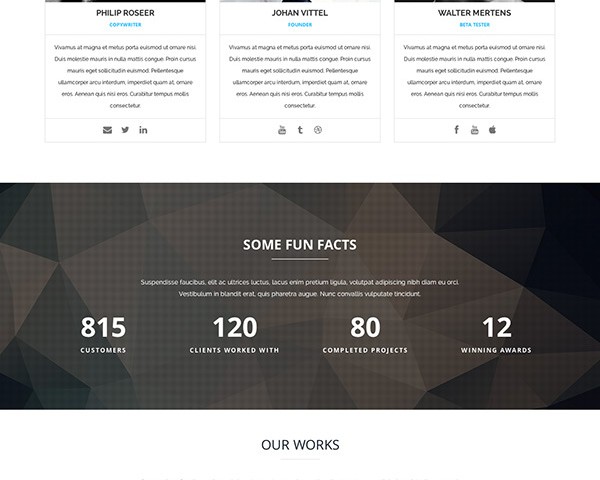 PHILIP ROSEER
COPYWRITER
Vivamus at magna et metus porta euismod ut ornare nisi.
Duis molestie mauris in nulla mattis congue. Proin cursus
mauris eget sollicitudin euismod. Pellentesque
ullamcorper arcu interdum, imperdiet quam at, ornare
eros. Aenean quis nisi eros. Curabitur tempus mollis
consectetur.
JOHAN VITTEL
FOUNDER
Vivamus at magna et metus porta euismod ut ornare nisi.
Duis molestie mauris in nulla mattis congue. Proin cursus
mauris eget sollicitudin euismod. Pellentesque
ullamcorper arcu interdum, imperdiet quam at, ornare
eros. Aenean quis nisi eros. Curabitur tempus mollis
consectetur.
WALTER MERTENS
BETA TESTER
Vivamus at magna et metus porta euismod ut ornare nisi.
Duis molestie mauris in nulla mattis congue. Proin cursus
mauris eget sollicitudin euismod. Pellentesque
ullamcorper arcu interdum, imperdiet quam at, ornare
eros. Aenean quis nisi eros. Curabitur tempus mollis
consectetur.
SOME FUN FACTS
Suspendisse faucibus, elit ac ultrices luctus, lacus enim pretium ligula, volutpat adipiscing nibh diam eu orci.
Vestibulum in blandit erat, quis pharetra augue. Nunc convallis vulputate tincidunt.
815
CUSTOMERS
120
CLIENTS WORKED WITH
80
COMPLETED PROJECTS
12
WINNING AWARDS
OUR WORKS